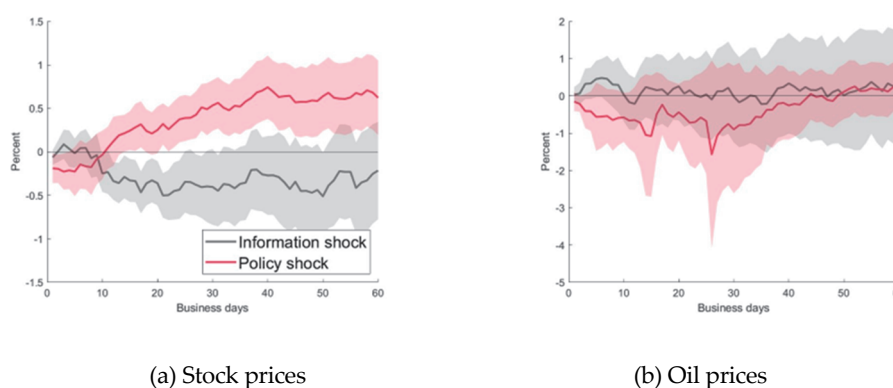 1.5
1
0.5
0
-0.5
-1
-1.5
Percent
0 10 20 30 40 50 60
Business days
Information shock
Policy shock
(a) Stock prices
2
1
0
-1
-2
-3
-4
-5
Percent
0 10 20 30 40 50
Business days
(b) Oil prices